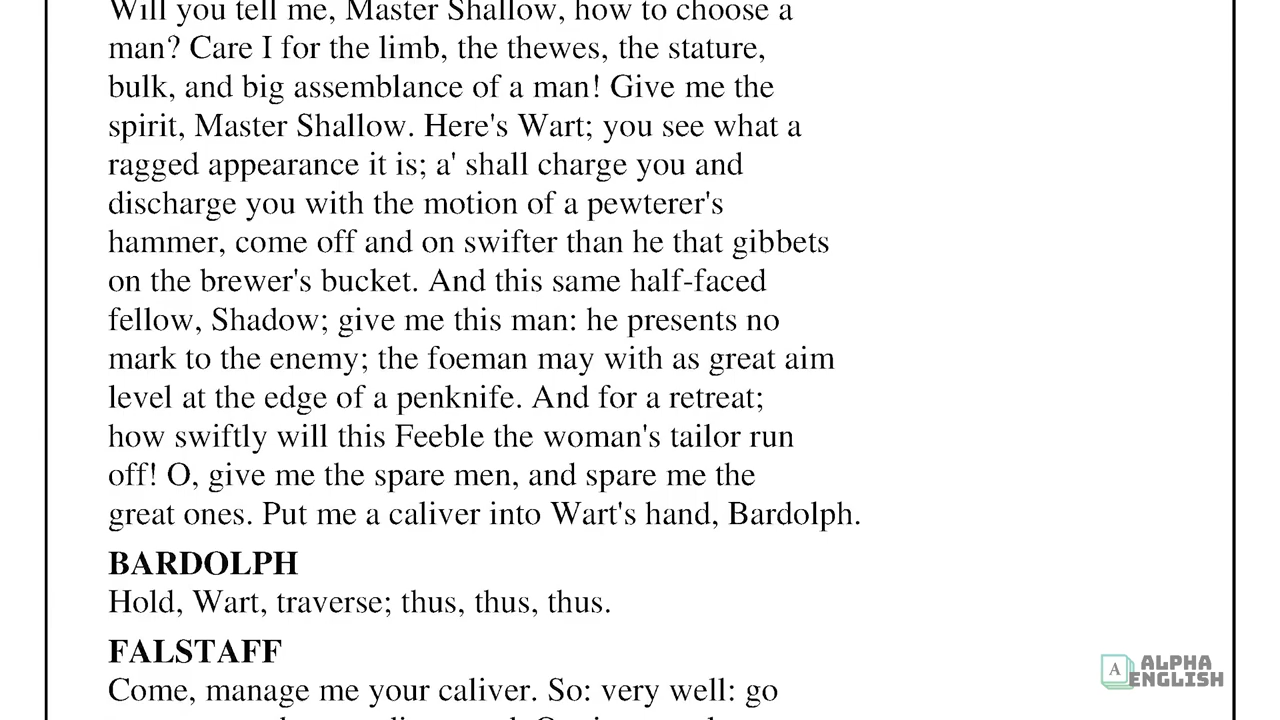 Will you tell me, Master Shallow, how to choose a
man? Care I for the limb, the thewes, the stature,
bulk, and big assemblance of a man! Give me the
spirit, Master Shallow. Here's Wart; you see what a
ragged appearance it is; a' shall charge you and
discharge you with the motion of a pewterer's
hammer, come off and on swifter than he that gibbets
on the brewer's bucket. And this same half-faced
fellow, Shadow; give me this man: he presents no
mark to the enemy; the foeman may with as great aim
level at the edge of a penknife. And for a retreat;
how swiftly will this Feeble the woman's tailor run
off! O, give me the spare men, and spare me the
great ones. Put me a caliver into Wart's hand, Bardolph.
BARDOLPH
Hold, Wart, traverse; thus, thus, thus.
FALSTAFF
Come, manage me your caliver. So: very well: go
A ALPHA
ENGLISH